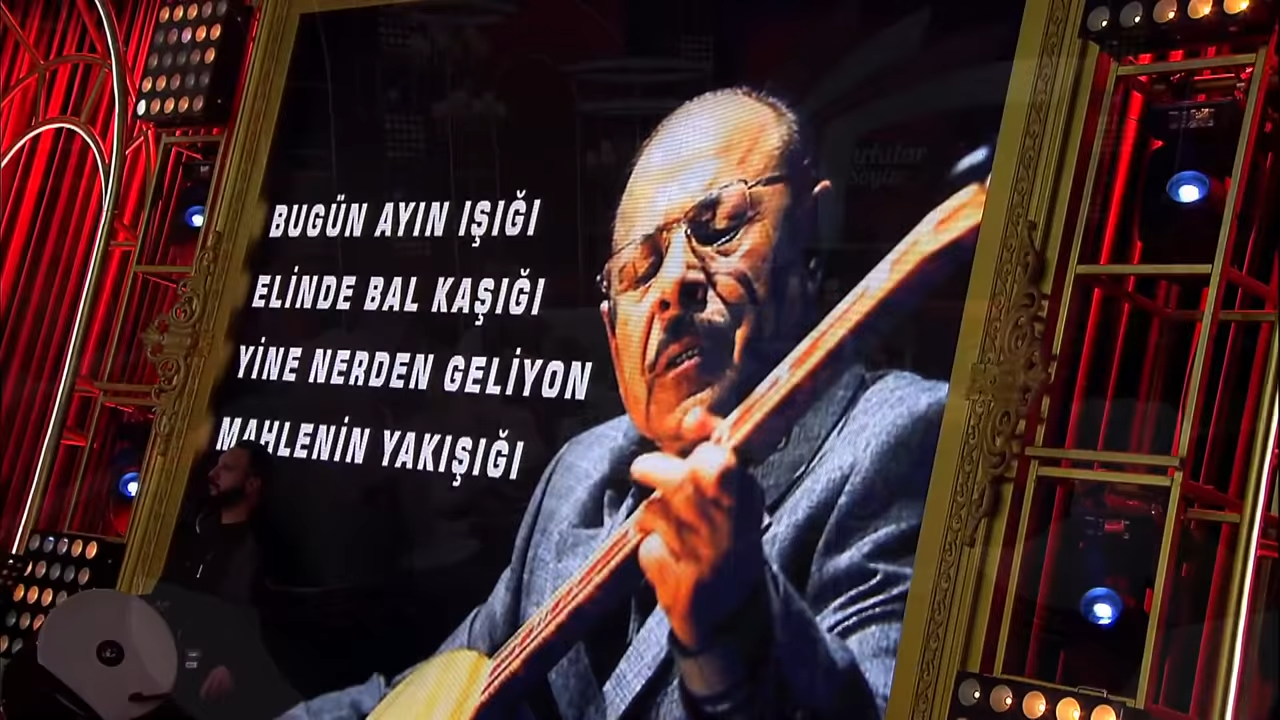 BUGÜN AYIN IŞIĞI
ELİNDE BAL KAŞIĞI
YİNE NERDEN GELİYON
MAHLENİN YAKIŞIĞI